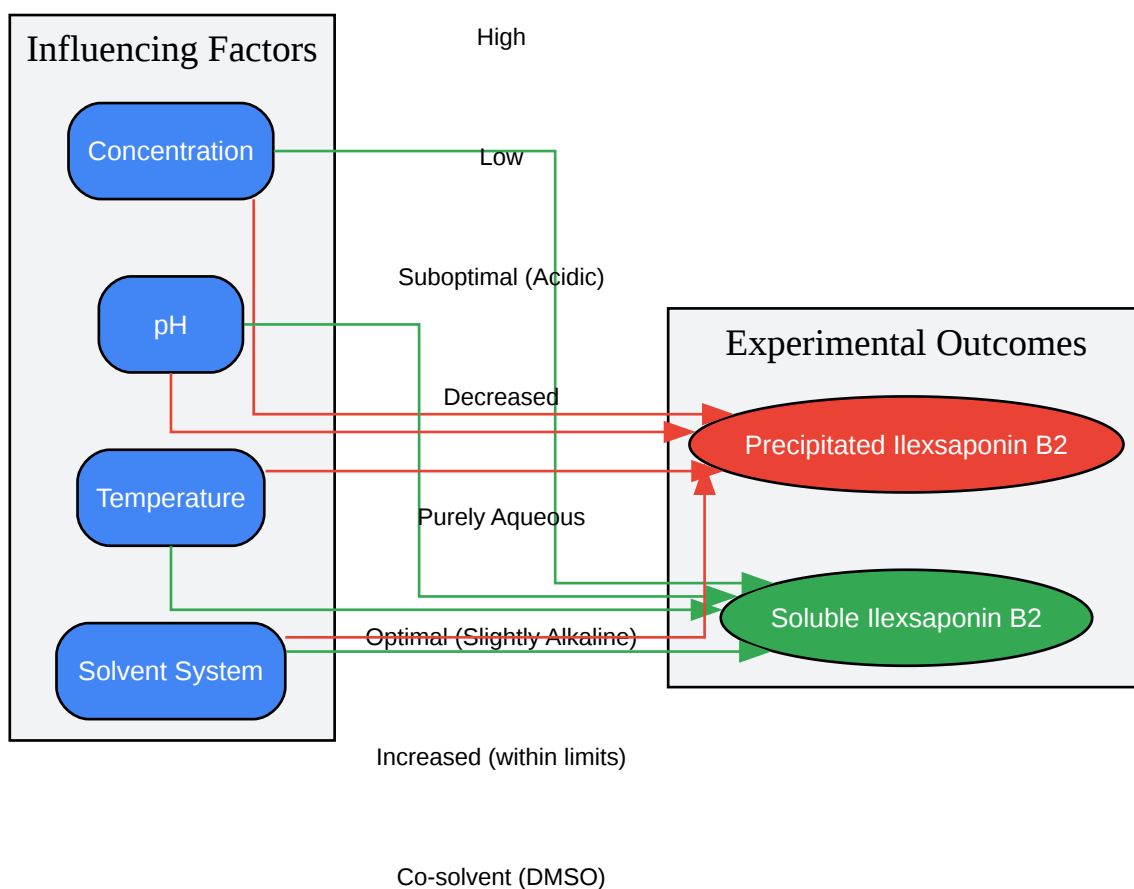 Influencing Factors
Concentration
pH
Temperature
Solvent System
High
Low
Suboptimal (Acidic)
Decreased
Purely Aqueous
Optimal (Slightly Alkaline)
Increased (within limits)
Co-solvent (DMSO)
Experimental Outcomes
Precipitated Ilexsaponin B2
Soluble Ilexsaponin B2